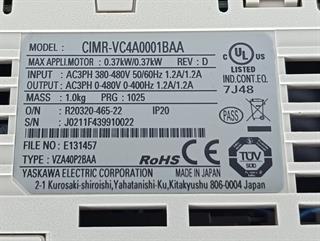 MODEL : CIMR-VC4A0001BAA
MAX APPLI.MOTOR : 0.37kW/0.37kW REV : D
INPUT : AC3PH 380-480V 50/60Hz 1.2A/1.2A
OUTPUT : AC3PH 0-480V 0-400Hz 1.2A/1.2A
MASS : 1.0kg PRG : 1025
O/N : R20320-465-22 IP20
S/N : J0211F439910022
FILE NO : E131457
TYPE : VZA40P2BAA
RoHS
CE
YASKAWA ELECTRIC CORPORATION
2-1 Kurosaki-shiroishi,Yahatanishi-Ku,Kitakyushu 806-0004 Japan
C UL US
LISTED
IND.CONT.EQ.
7J48
PASSED
TÜV
MADE IN JAPAN